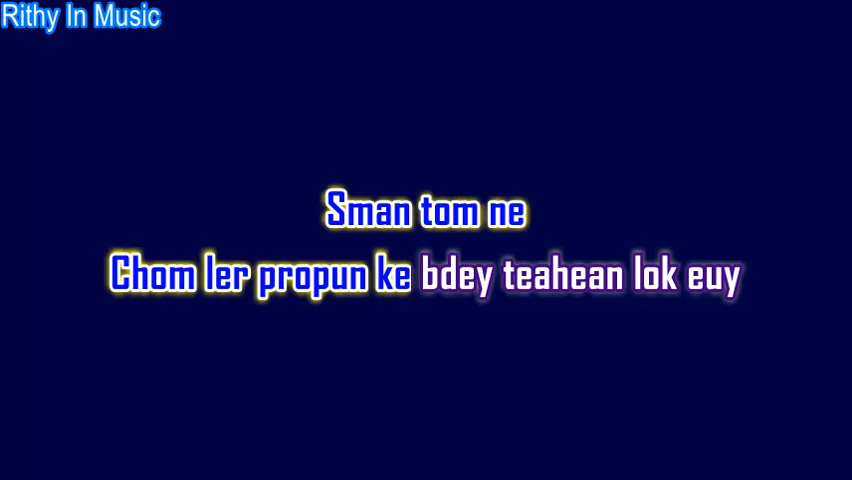 Rithy In Music
Sman tom ne
Chom ler propun ke bdey teahean lok euy